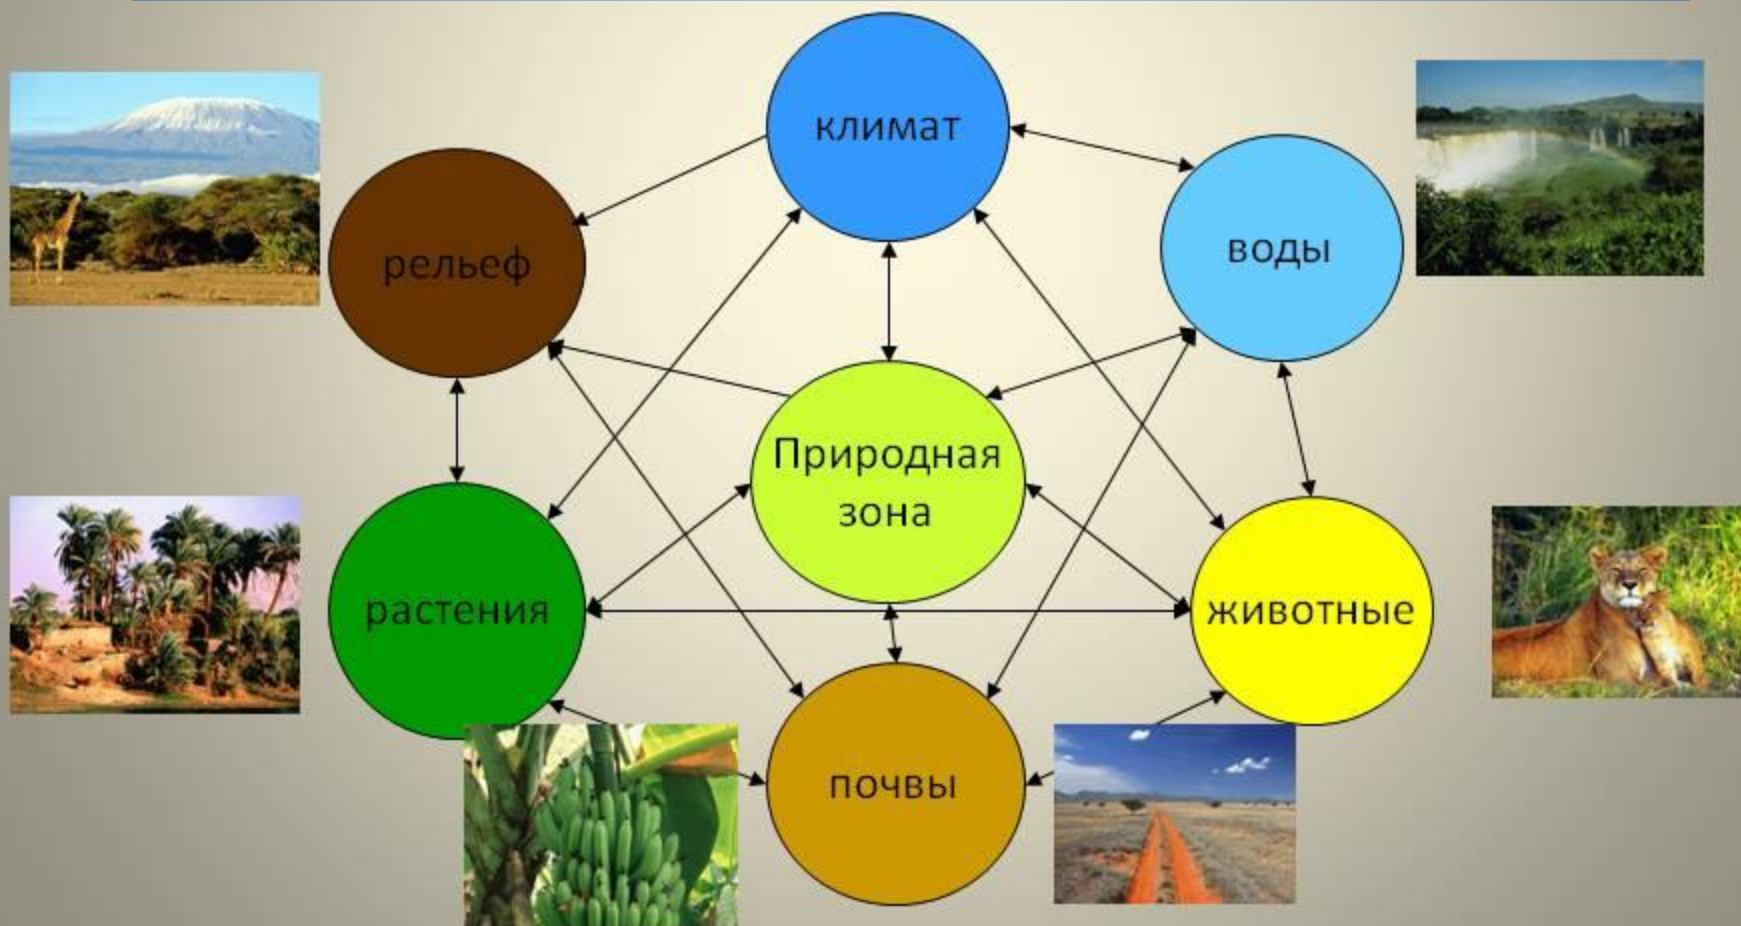 климат
рельеф
воды
Природная
зона
растения
животные
почвы